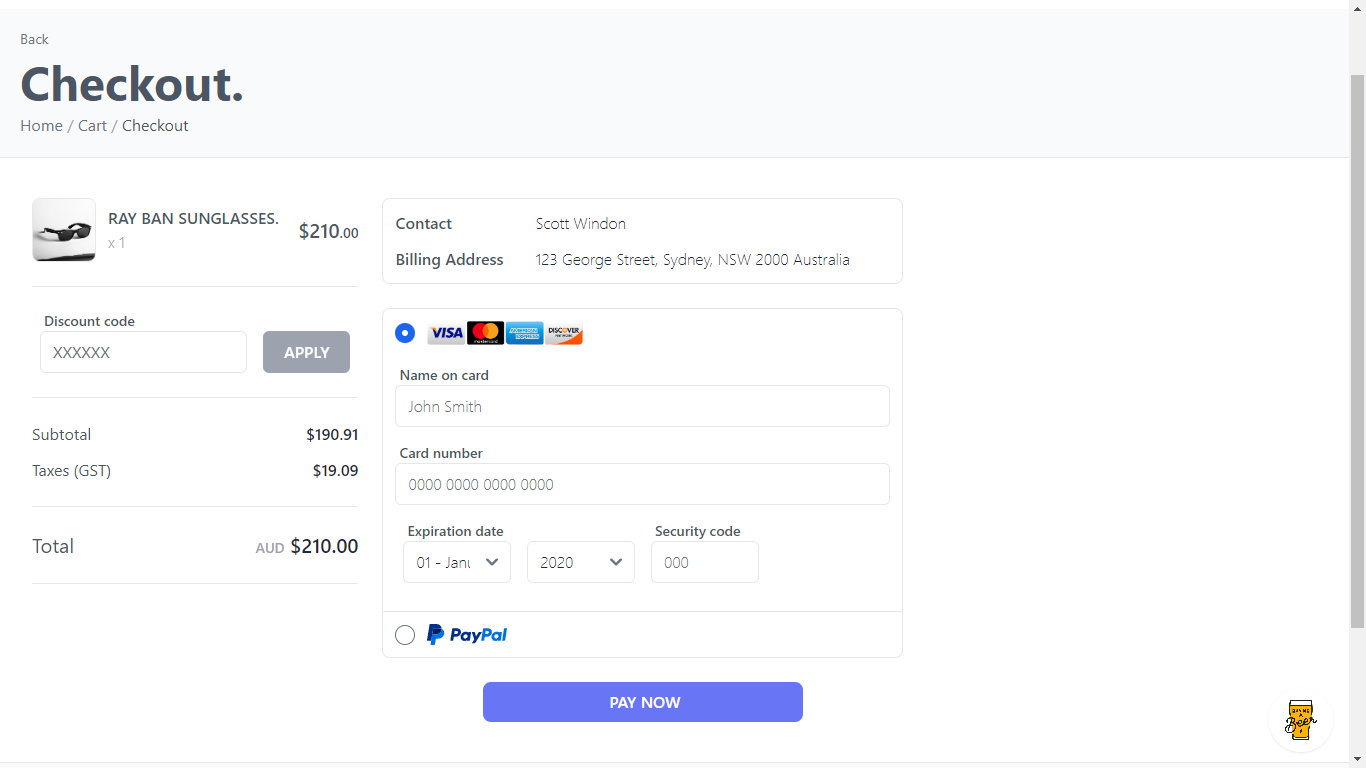 Back
Checkout.
Home / Cart / Checkout
RAY BAN SUNGLASSES.
x 1
$210.00
Discount code
XXXXXX
APPLY
Subtotal $190.91
Taxes (GST) $19.09
Total AUD $210.00
Contact Scott Windon
Billing Address 123 George Street, Sydney, NSW 2000 Australia
VISA mastercard AMERICAN EXPRESS DISCOVER NETWORK
Name on card
John Smith
Card number
0000 0000 0000 0000
Expiration date Security code
01 - Janu 2020 000
PayPal
PAY NOW
BUY ME
A
Beer